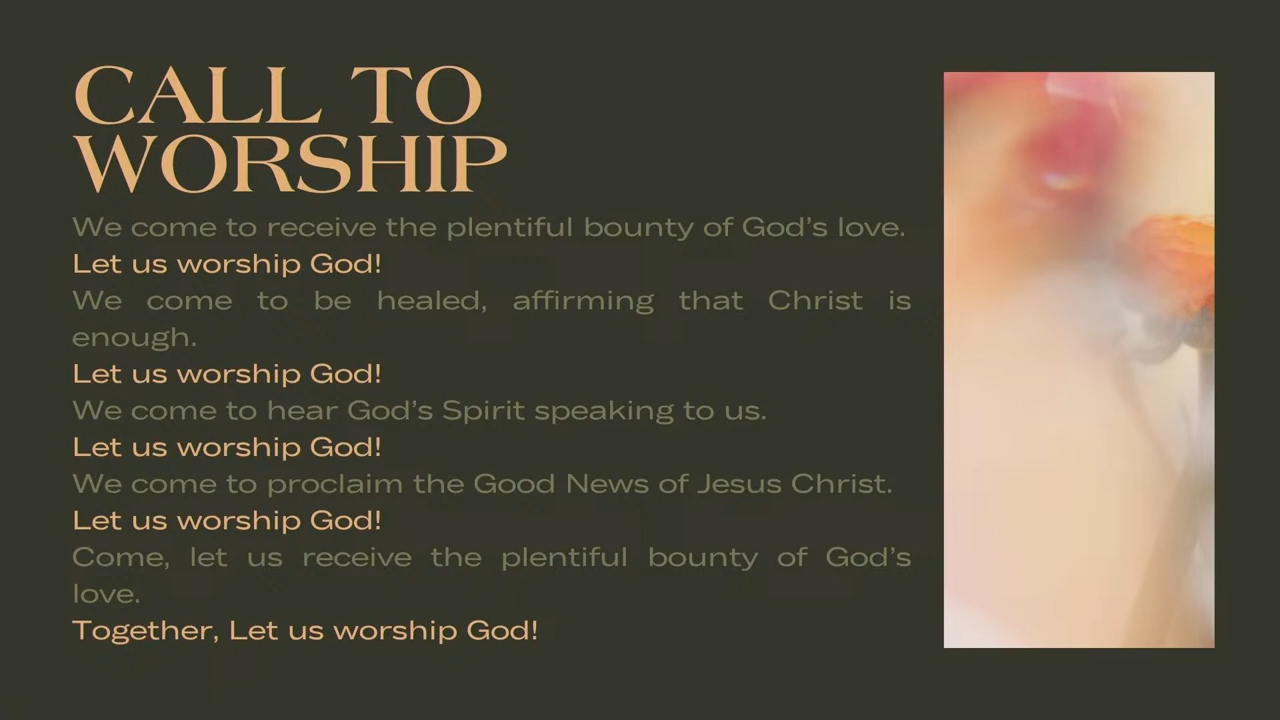 CALL TO
WORSHIP
We come to receive the plentiful bounty of God’s love.
Let us worship God!
We come to be healed, affirming that Christ is
enough.
Let us worship God!
We come to hear God’s Spirit speaking to us.
Let us worship God!
We come to proclaim the Good News of Jesus Christ.
Let us worship God!
Come, let us receive the plentiful bounty of God’s
love.
Together, Let us worship God!